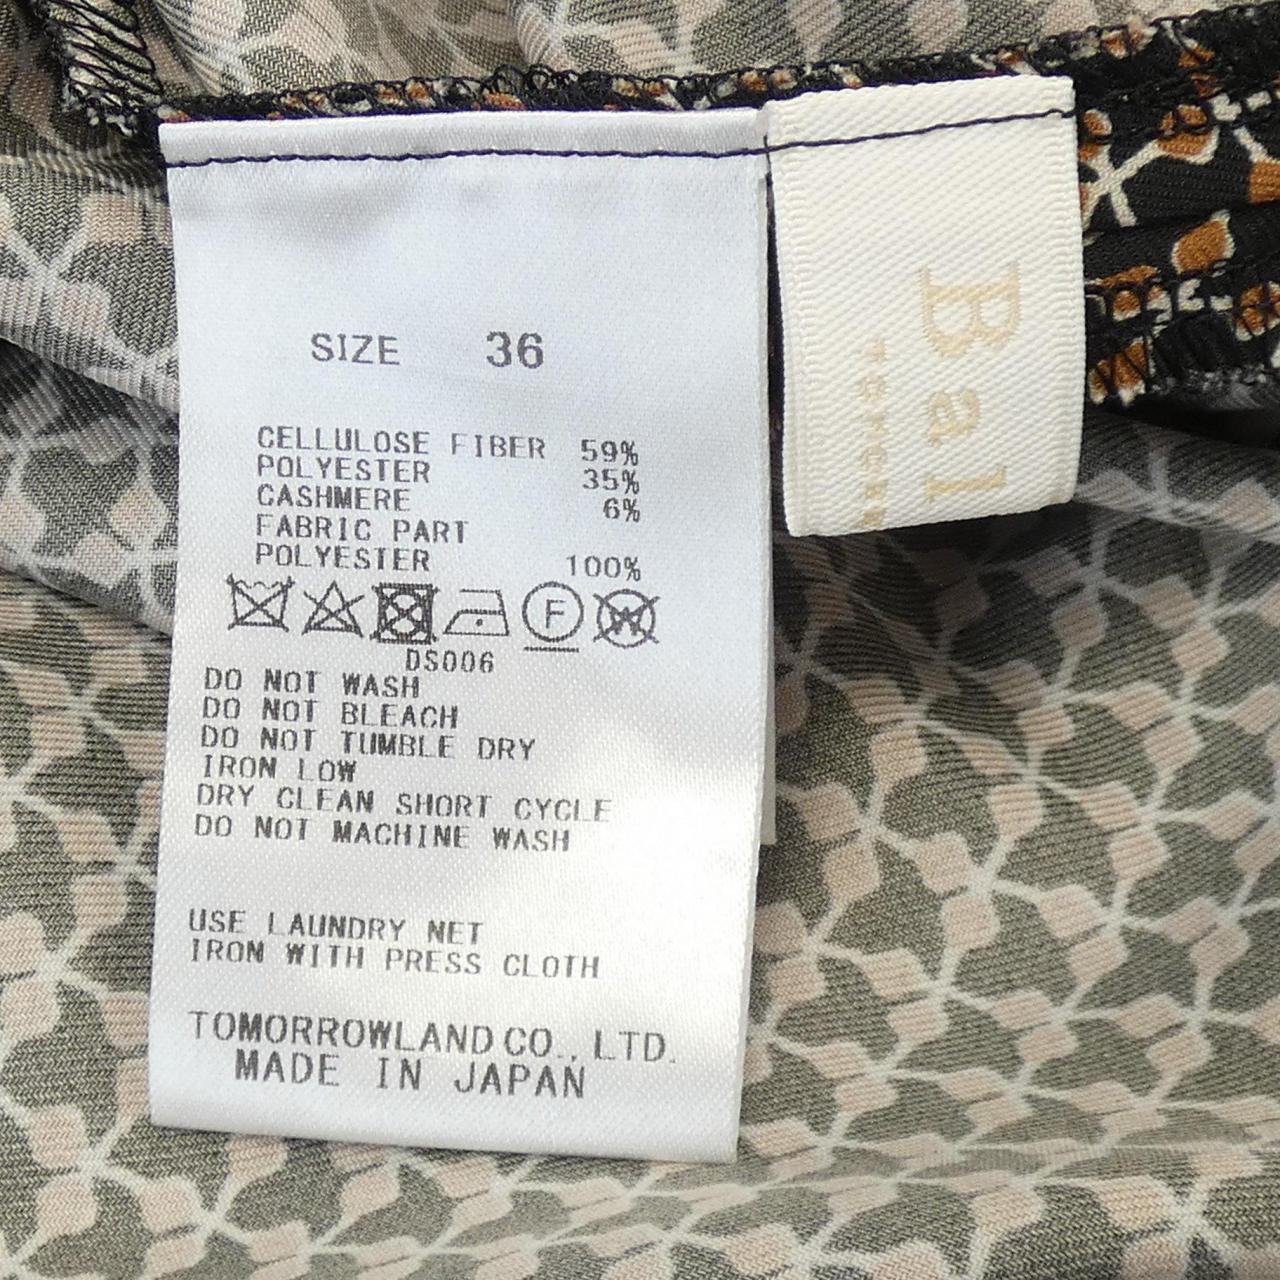 SIZE 36
CELLULOSE FIBER 59%
POLYESTER 35%
CASHMERE 6%
FABRIC PART
POLYESTER 100%
F W
DS006
DO NOT WASH
DO NOT BLEACH
DO NOT TUMBLE DRY
IRON LOW
DRY CLEAN SHORT CYCLE
DO NOT MACHINE WASH
USE LAUNDRY NET
IRON WITH PRESS CLOTH
TOMORROWLAND CO., LTD.
MADE IN JAPAN
Bal